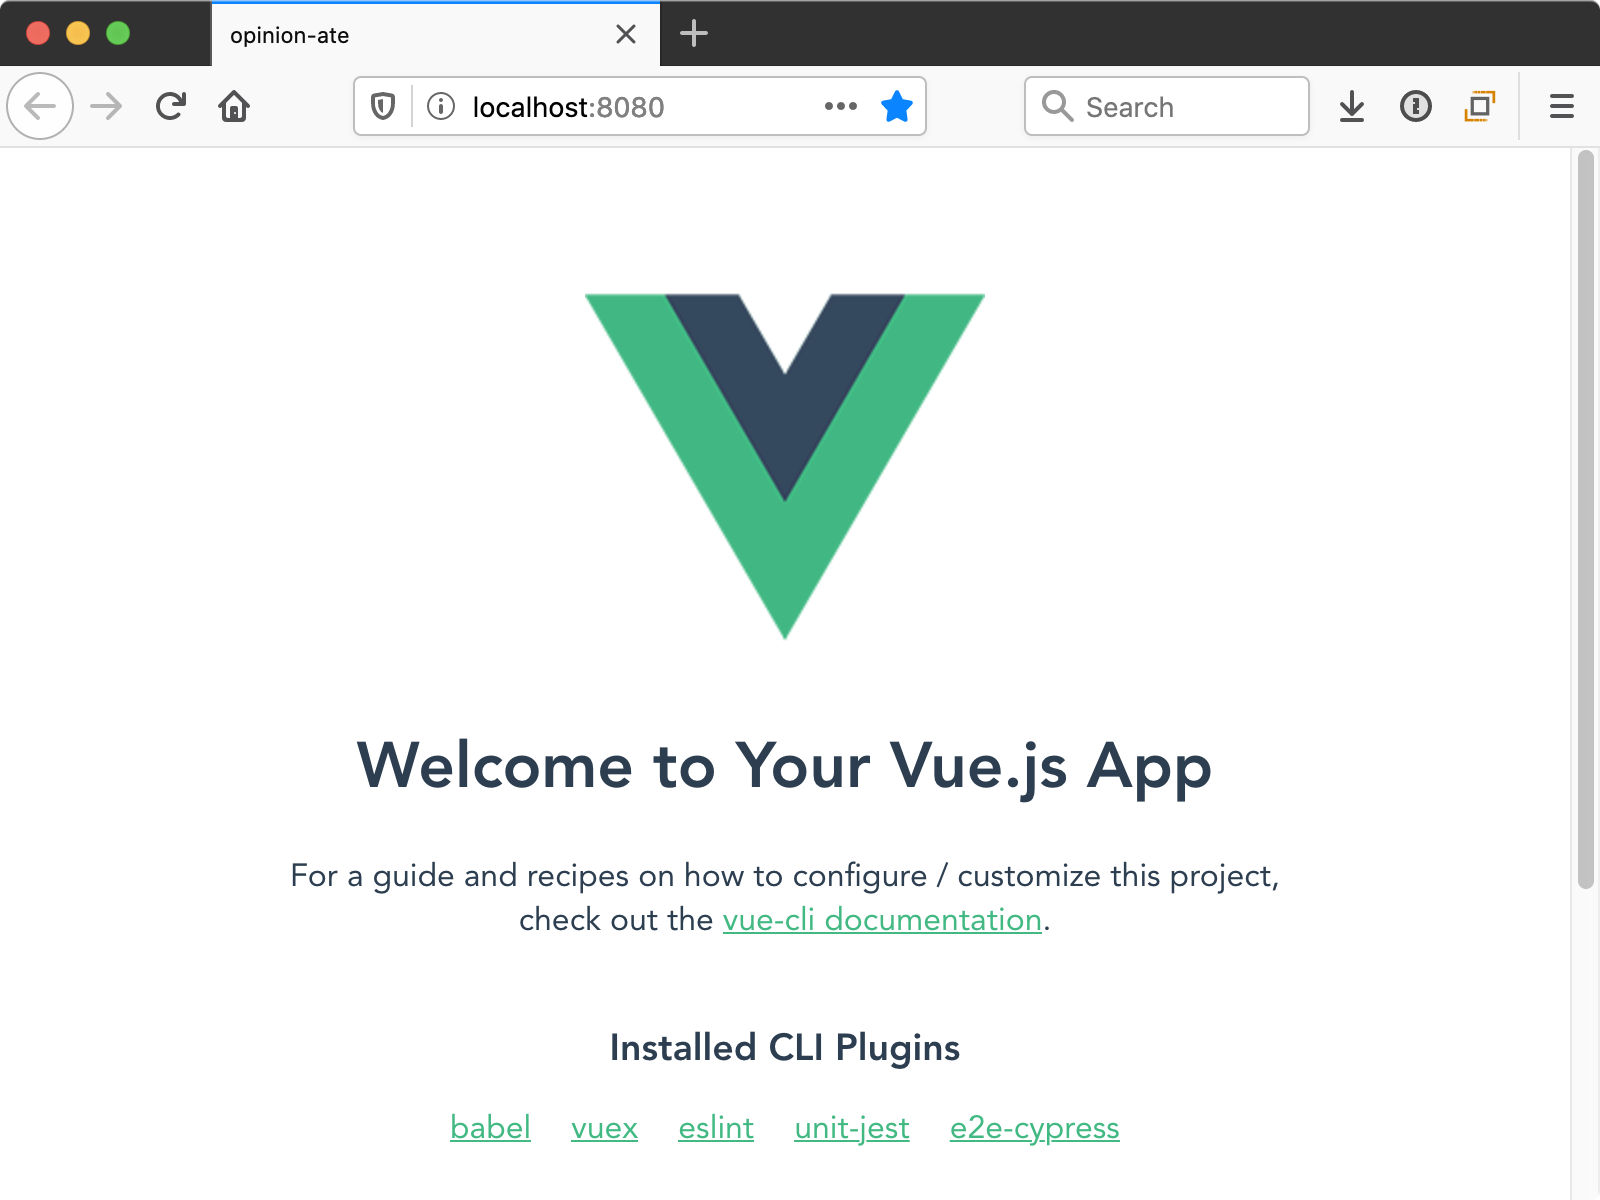 opinion-ate
localhost:8080
Search
Welcome to Your Vue.js App
For a guide and recipes on how to configure / customize this project,
check out the vue-cli documentation.
Installed CLI Plugins
babel vuex eslint unit-jest e2e-cypress